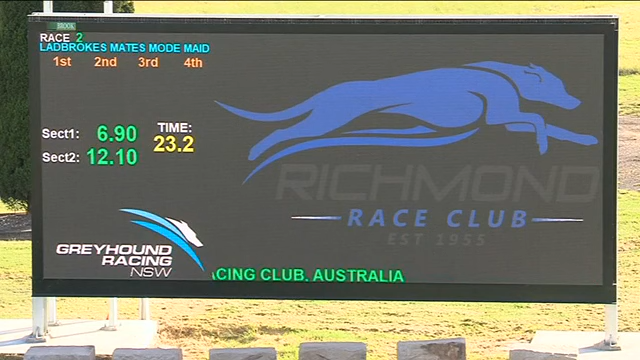 BROOK
RACE 2
LADBROKES MATES MODE MAID
1st 2nd 3rd 4th
Sect1: 6.90
TIME:
23.2
Sect2: 12.10
RICHMOND
RACE CLUB
EST 1955
GREYHOUND
RACING
NSW
ACING CLUB. AUSTRALIA